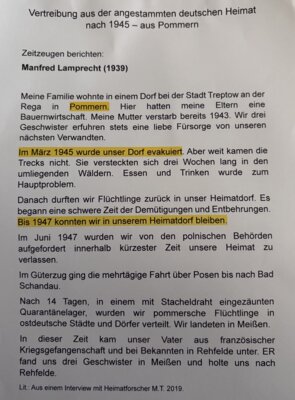 Vertreibung aus der angestammten deutschen Heimat
nach 1945 – aus Pommern
Zeitzeugen berichten:
Manfred Lamprecht (1939)
Meine Familie wohnte in einem Dorf bei der Stadt Treptow an der
Rega in Pommern. Hier hatten meine Eltern eine
Bauernwirtschaft. Meine Mutter verstarb bereits 1943. Wir drei
Geschwister erfuhren stets eine liebe Fürsorge von unseren
nächsten Verwandten.
Im März 1945 wurde unser Dorf evakuiert. Aber weit kamen die
Trecks nicht. Sie versteckten sich drei Wochen lang in den
umliegenden Wäldern. Essen und Trinken wurde zum
Hauptproblem.
Danach durften wir Flüchtlinge zurück in unser Heimatdorf. Es
begann eine schwere Zeit der Demütigungen und Entbehrungen.
Bis 1947 konnten wir in unserem Heimatdorf bleiben.
Im Juni 1947 wurden wir von den polnischen Behörden
aufgefordert innerhalb kürzester Zeit unsere Heimat zu
verlassen.
Im Güterzug ging die mehrtägige Fahrt über Posen bis nach Bad
Schandau.
Nach 14 Tagen, in einem mit Stacheldraht eingezäunten
Quarantänelager, wurden wir pommersche Flüchtlinge in
ostdeutsche Städte und Dörfer verteilt. Wir landeten in Meißen.
In dieser Zeit kam unser Vater aus französischer
Kriegsgefangenschaft und bei Bekannten in Rehfelde unter. ER
fand uns drei Geschwister in Meißen und holte uns nach
Rehfelde.
Lit.: Aus einem Interview mit Heimatforscher M.T. 2019.